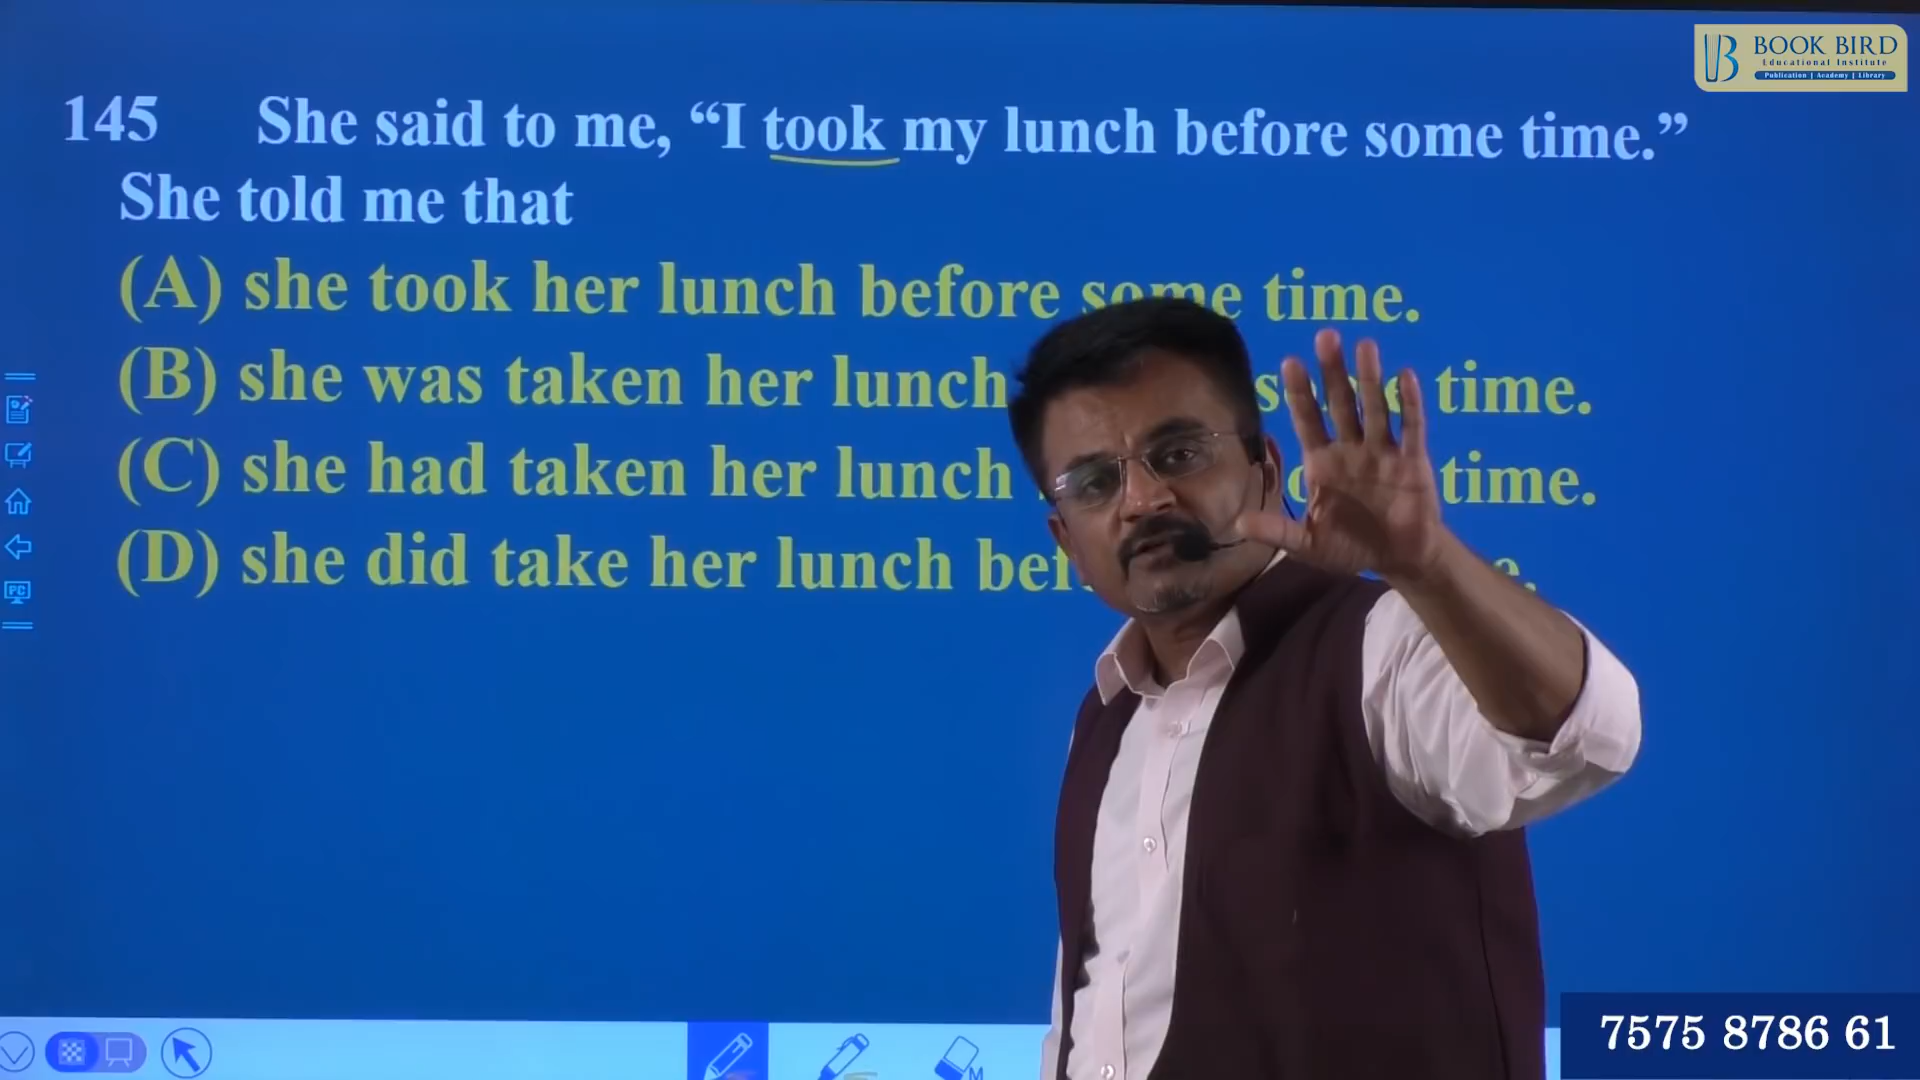 BOOK BIRD
Educational Institute
Publication | Academy | Library
145 She said to me, “I took my lunch before some time.”
She told me that
(A) she took her lunch before some time.
(B) she was taken her lunch some time.
(C) she had taken her lunch time.
(D) she did take her lunch
PC
M
7575 8786 61